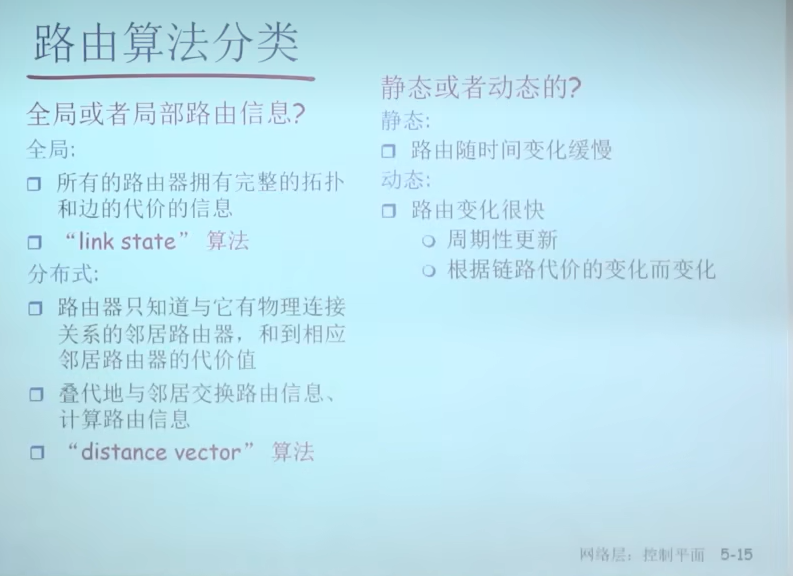 路由算法分类
全局或者局部路由信息?
全局:
所有的路由器拥有完整的拓扑
和边的代价的信息
“link state” 算法
分布式:
路由器只知道与它有物理连接
关系的邻居路由器，和到相应
邻居路由器的代价值
叠代地与邻居交换路由信息、
计算路由信息
“distance vector” 算法
静态或者动态的?
静态:
路由随时间变化缓慢
动态:
路由变化很快
周期性更新
根据链路代价的变化而变化
网络层：控制平面 5-15